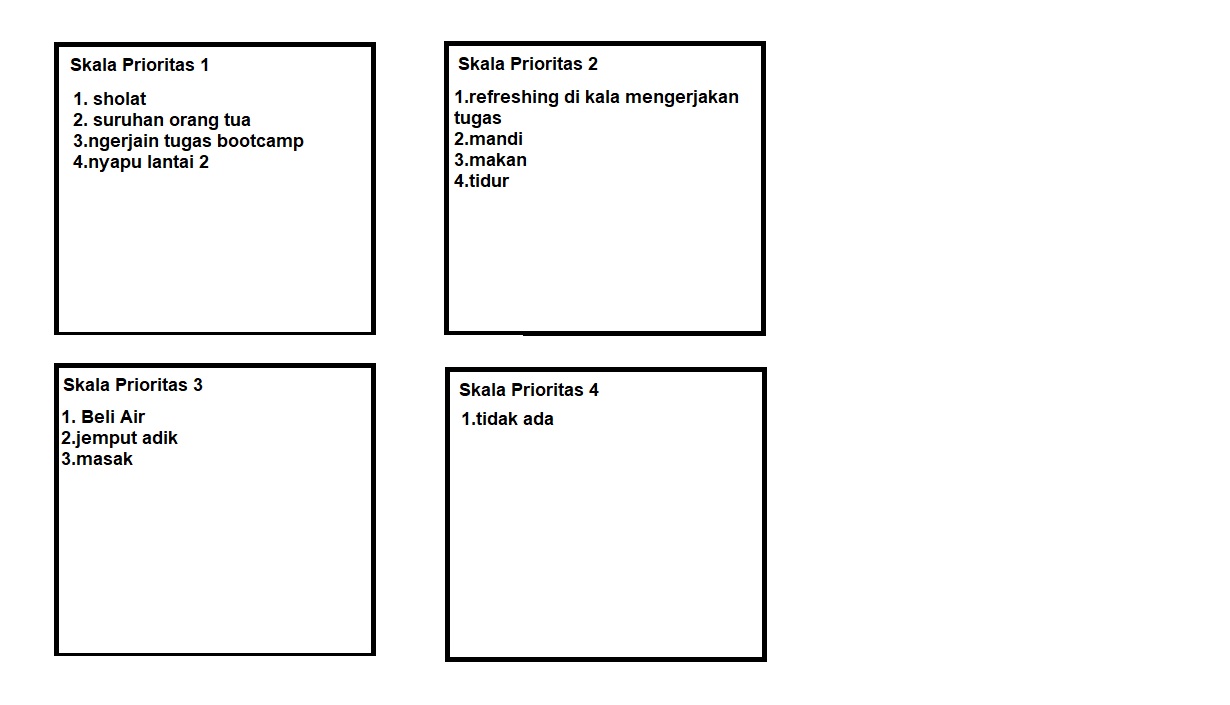 Skala Prioritas 1
1. sholat
2. suruhan orang tua
3.ngerjain tugas bootcamp
4.nyapu lantai 2
Skala Prioritas 2
1.refreshing di kala mengerjakan
tugas
2.mandi
3.makan
4.tidur
Skala Prioritas 3
1. Beli Air
2.jemput adik
3.masak
Skala Prioritas 4
1.tidak ada